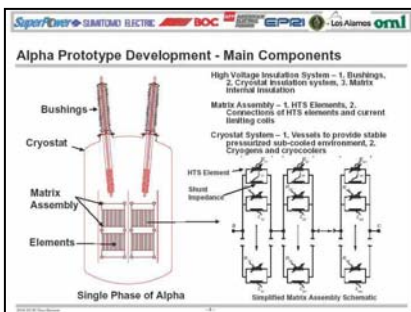 SuperPower SUMITOMO ELECTRIC BOC EPRI Los Alamos ornl
Alpha Prototype Development - Main Components
High Voltage Insulation System – 1. Bushings,
2. Cryostat insulation system, 3. Matrix
internal insulation
Matrix Assembly – 1. HTS Elements, 2.
Connections of HTS elements and current
limiting coils
Cryostat System – 1. Vessels to provide stable
pressurized sub-cooled environment, 2.
Cryogens and cryocoolers
Bushings
Cryostat
Matrix
Assembly
Elements
Single Phase of Alpha
HTS Element
Shunt
Impedance
Simplified Matrix Assembly Schematic